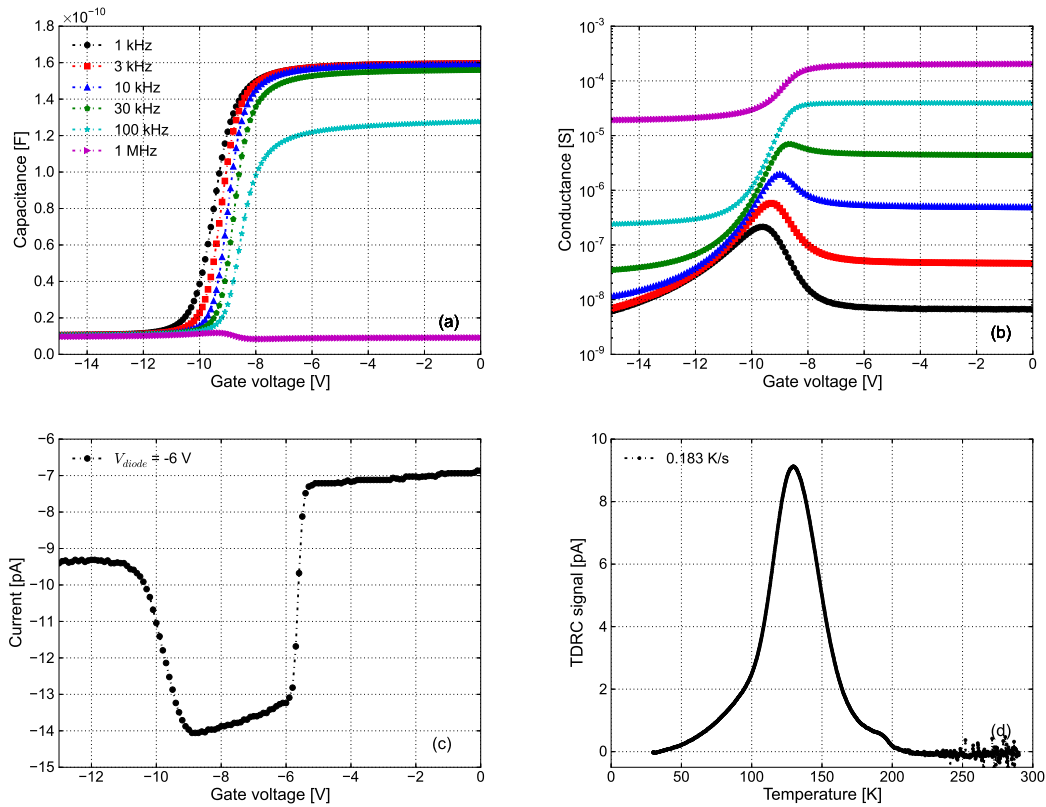 ×10⁻¹⁰
1.8
1.6
1.4
1.2
1.0
0.8
0.6
0.4
0.2
0.0
Capacitance [F]
1 kHz
3 kHz
10 kHz
30 kHz
100 kHz
1 MHz
(a)
−14 −12 −10 −8 −6 −4 −2 0
Gate voltage [V]
10⁻³
10⁻⁴
10⁻⁵
10⁻⁶
10⁻⁷
10⁻⁸
10⁻⁹
Conductance [S]
(b)
−14 −12 −10 −8 −6 −4 −2 0
Gate voltage [V]
−6
−7
−8
−9
−10
−11
−12
−13
−14
−15
Current [pA]
V_diode = -6 V
(c)
−12 −10 −8 −6 −4 −2 0
Gate voltage [V]
10
8
6
4
2
0
TDRC signal [pA]
0.183 K/s
(d)
0 50 100 150 200 250 300
Temperature [K]